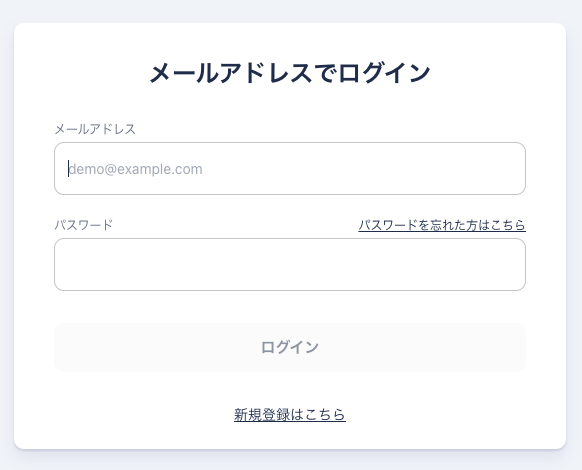 メールアドレスでログイン
メールアドレス
demo@example.com
パスワード パスワードを忘れた方はこちら
ログイン
新規登録はこちら